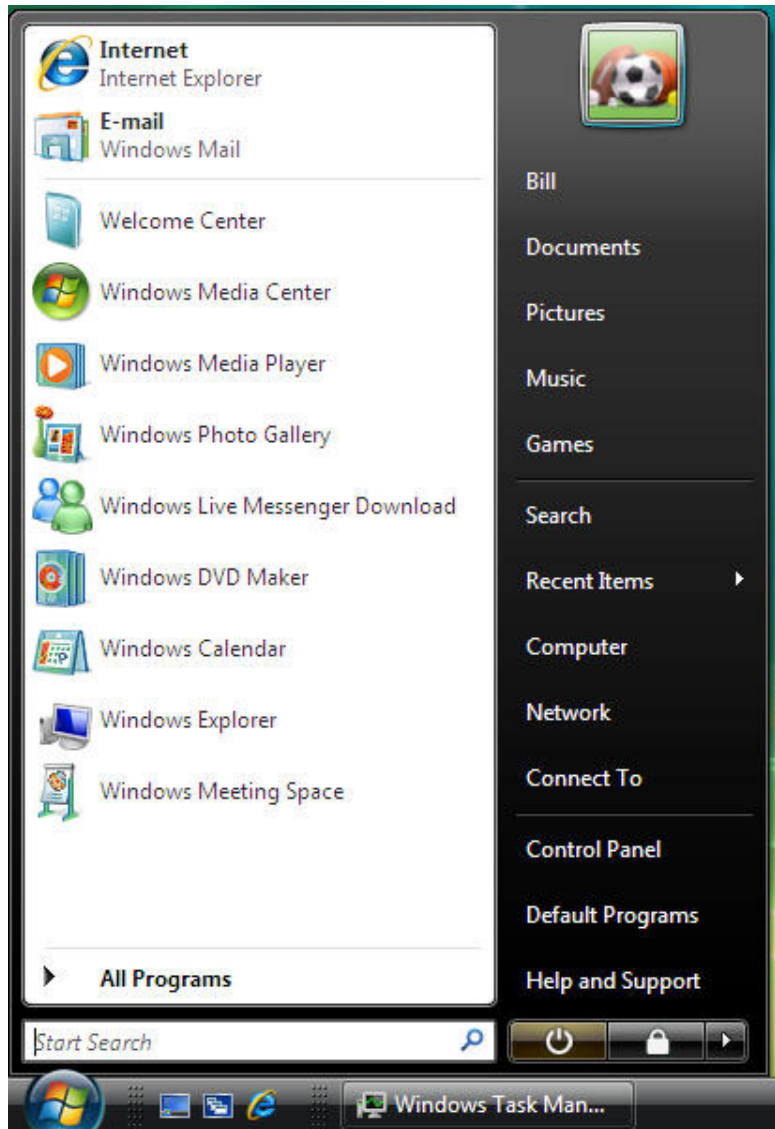 Internet
Internet Explorer
E-mail
Windows Mail
Welcome Center
Windows Media Center
Windows Media Player
Windows Photo Gallery
Windows Live Messenger Download
Windows DVD Maker
Windows Calendar
Windows Explorer
Windows Meeting Space
All Programs
Start Search
Bill
Documents
Pictures
Music
Games
Search
Recent Items
Computer
Network
Connect To
Control Panel
Default Programs
Help and Support
Windows Task Man...